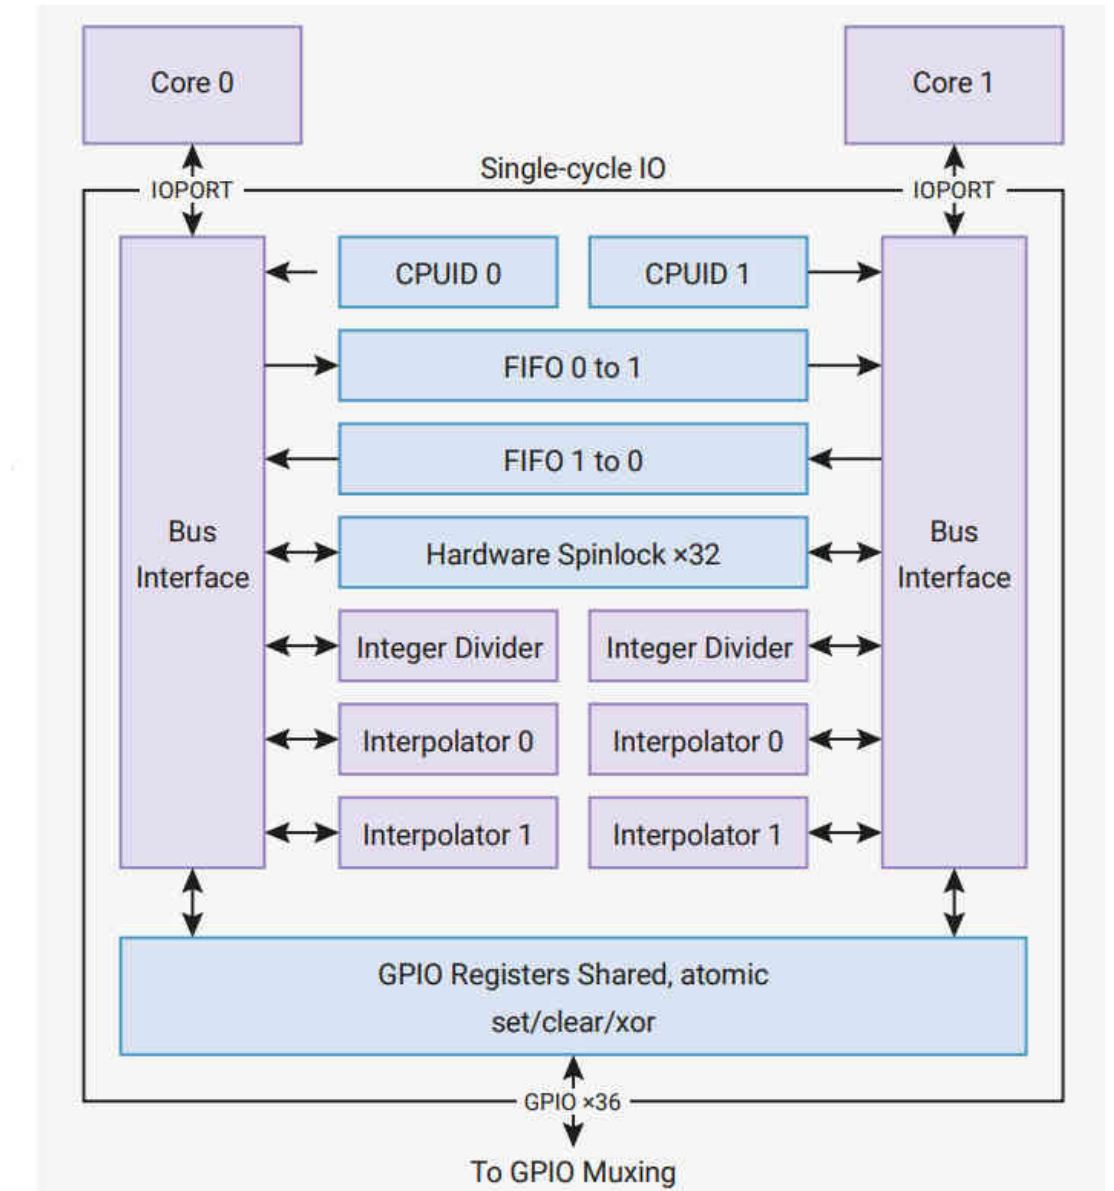 Core 0
Core 1
Single-cycle IO
IOPORT
IOPORT
CPUID 0
CPUID 1
FIFO 0 to 1
FIFO 1 to 0
Bus
Interface
Hardware Spinlock ×32
Bus
Interface
Integer Divider
Integer Divider
Interpolator 0
Interpolator 0
Interpolator 1
Interpolator 1
GPIO Registers Shared, atomic
set/clear/xor
GPIO ×36
To GPIO Muxing